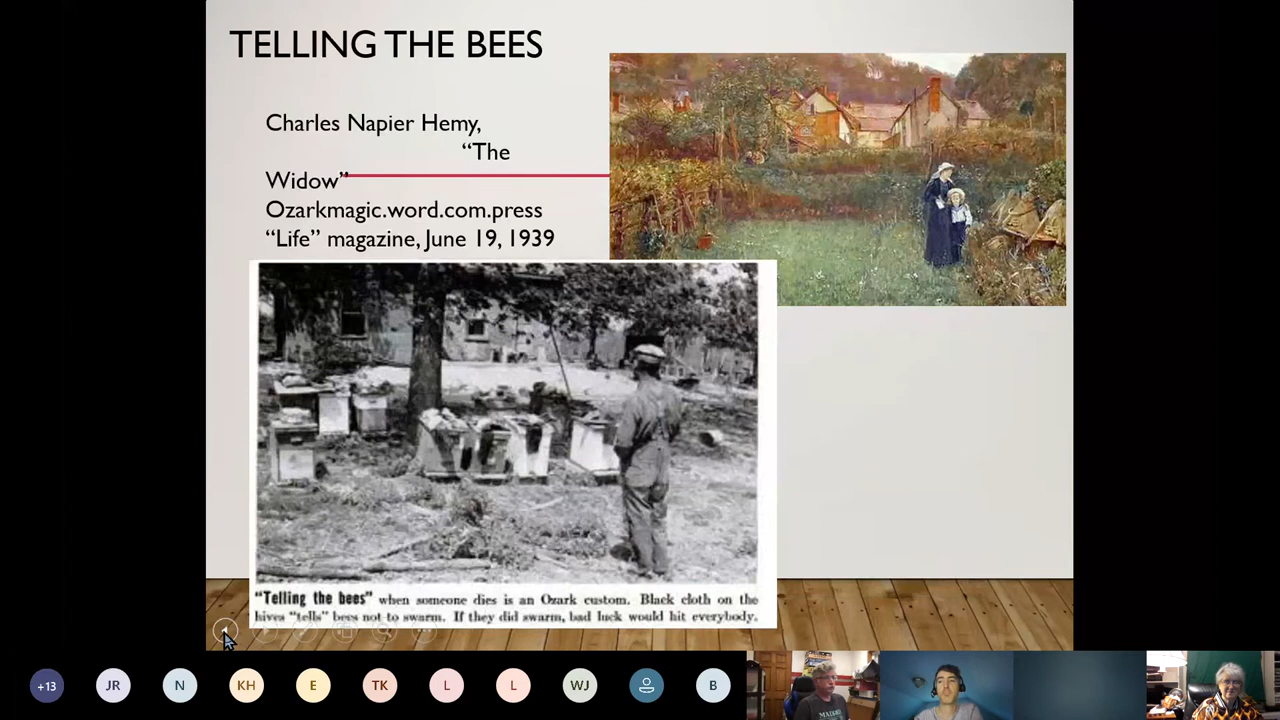 TELLING THE BEES
Charles Napier Hemy,
“The
Widow”
Ozarkmagic.word.com.press
“Life” magazine, June 19, 1939
"Telling the bees" when someone dies is an Ozark custom. Black cloth on the
hives "tells" bees not to swarm. If they did swarm, bad luck would hit everybody.
+13
JR
N
KH
E
TK
L
L
WJ
B